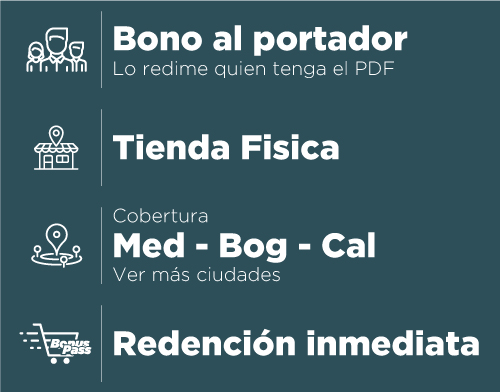 Bono al portador
Lo redime quien tenga el PDF
Tienda Fisica
Cobertura
Med - Bog - Cal
Ver más ciudades
Bonus
Pass
Redención inmediata